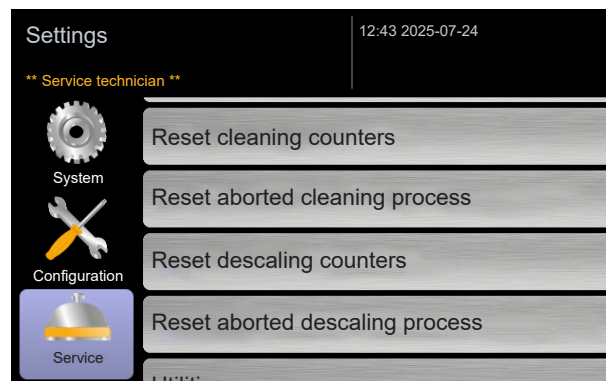 Settings
12:43 2025-07-24
** Service technician **
Reset cleaning counters
System
Reset aborted cleaning process
Reset descaling counters
Configuration
Reset aborted descaling process
Service